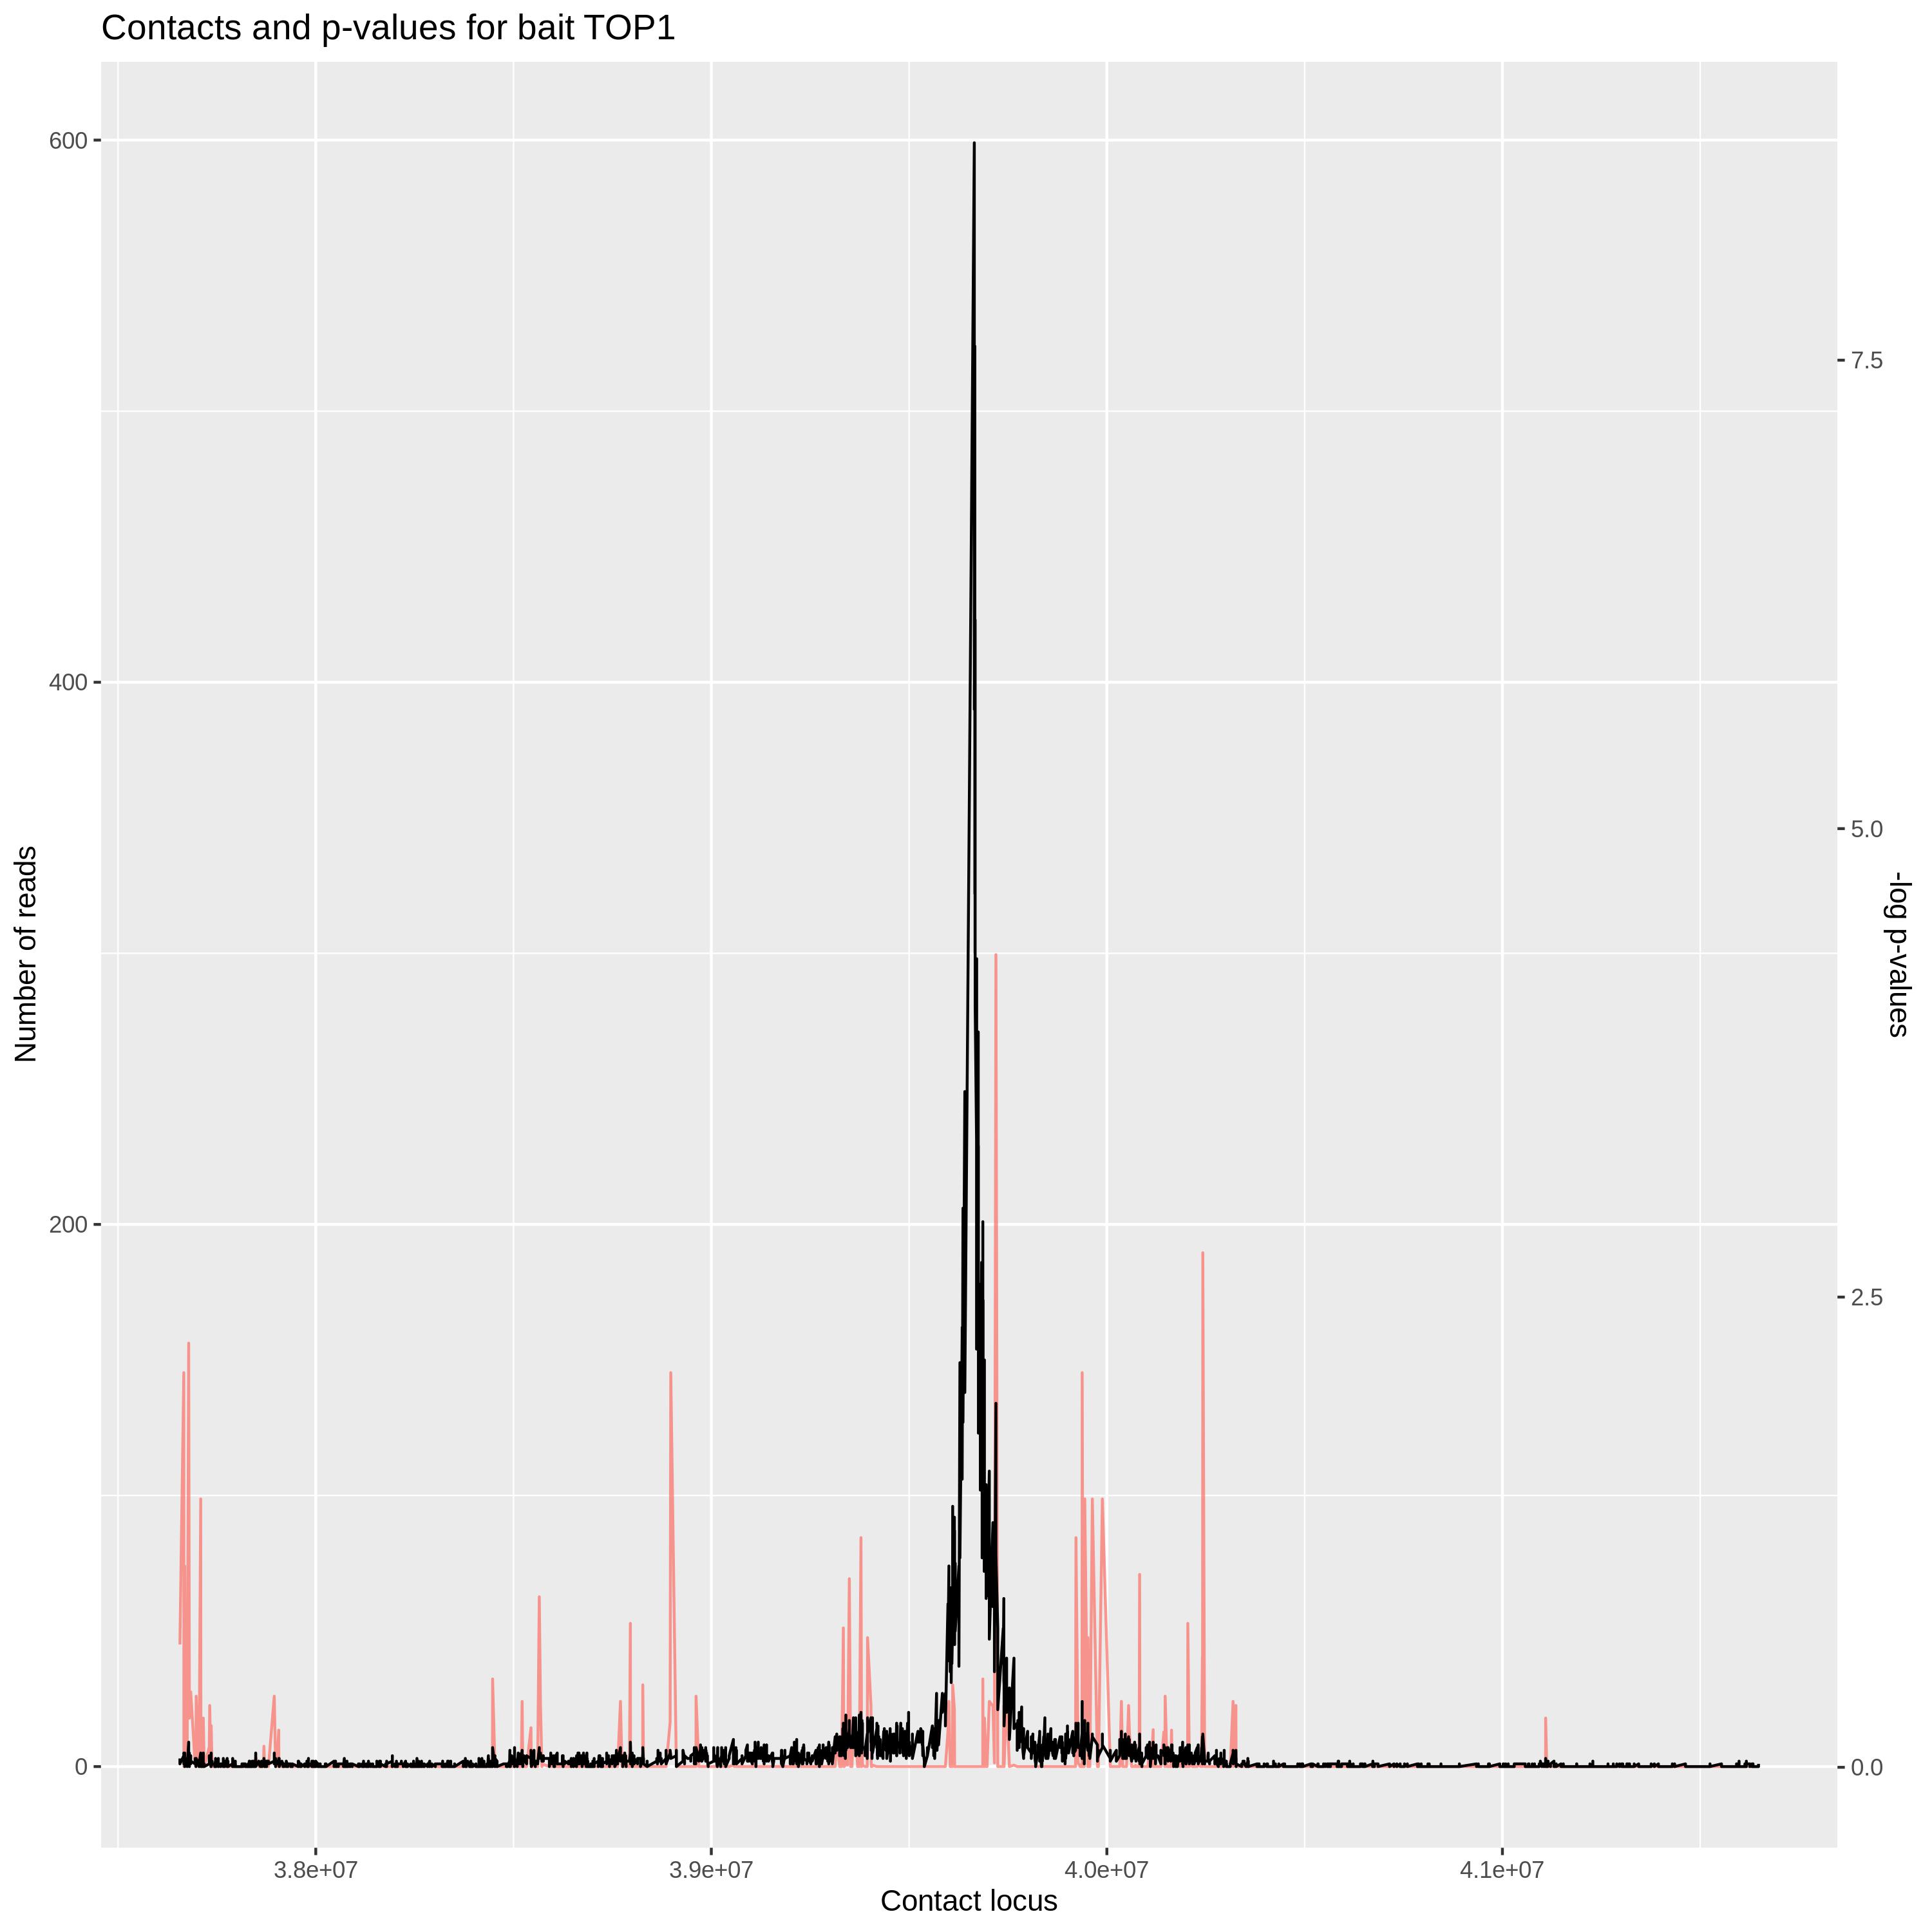 Contacts and p-values for bait TOP1
600
400
200
0
Number of reads
7.5
5.0
2.5
0.0
-log p-values
3.8e+07
3.9e+07
4.0e+07
4.1e+07
Contact locus